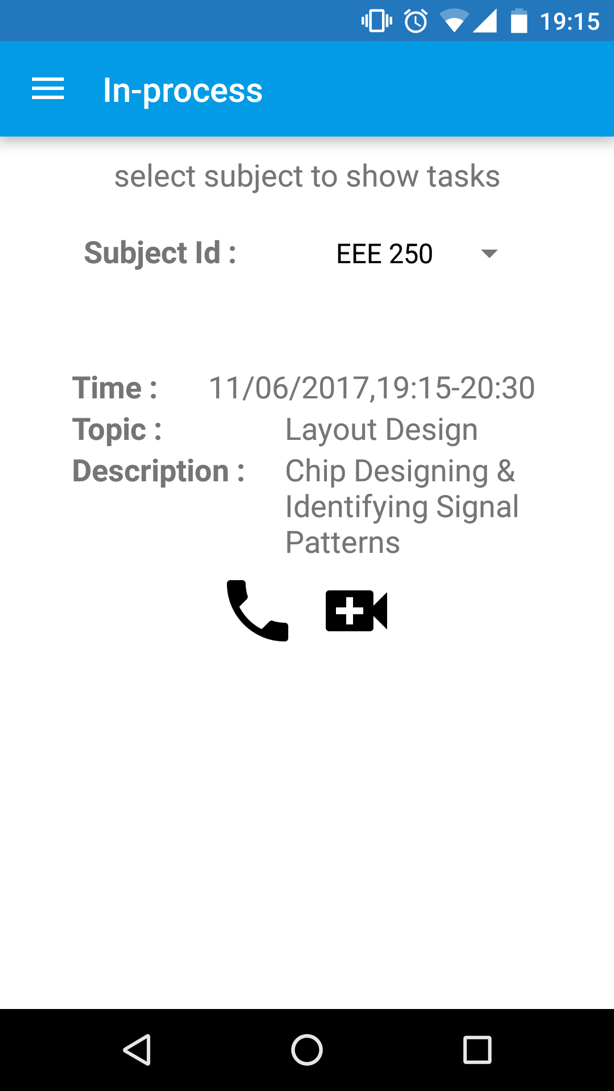 19:15
In-process
select subject to show tasks
Subject Id : EEE 250
Time : 11/06/2017,19:15-20:30
Topic : Layout Design
Description : Chip Designing &
Identifying Signal
Patterns